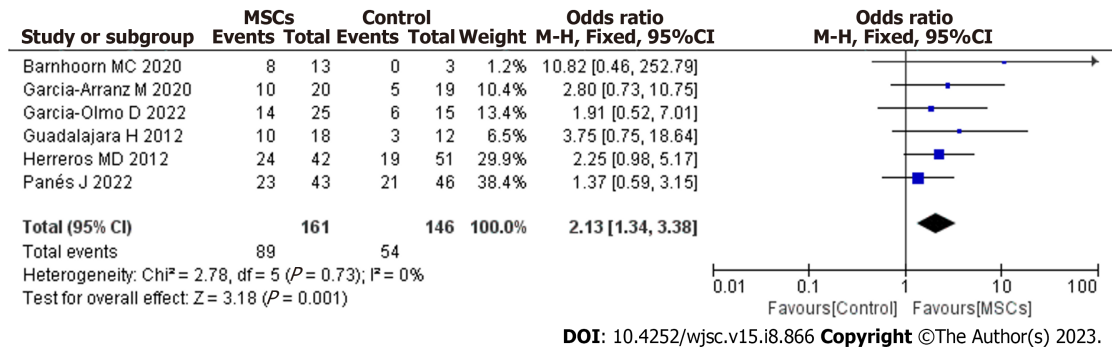 MSCs Control Odds ratio Odds ratio
Study or subgroup Events Total Events Total Weight M-H, Fixed, 95%CI M-H, Fixed, 95%CI
Barnhoorn MC 2020 8 13 0 3 1.2% 10.82 [0.46, 252.79]
Garcia-Arranz M 2020 10 20 5 19 10.4% 2.80 [0.73, 10.75]
Garcia-Olmo D 2022 14 25 6 15 13.4% 1.91 [0.52, 7.01]
Guadalajara H 2012 10 18 3 12 6.5% 3.75 [0.75, 18.64]
Herreros MD 2012 24 42 19 51 29.9% 2.25 [0.98, 5.17]
Panés J 2022 23 43 21 46 38.4% 1.37 [0.59, 3.15]
Total (95% CI) 161 146 100.0% 2.13 [1.34, 3.38]
Total events 89 54
Heterogeneity: Chi² = 2.78, df = 5 (P = 0.73); I² = 0%
Test for overall effect: Z = 3.18 (P = 0.001)
0.01 0.1 1 10 100
Favours[Control] Favours[MSCs]
DOI: 10.4252/wjsc.v15.i8.866 Copyright ©The Author(s) 2023.